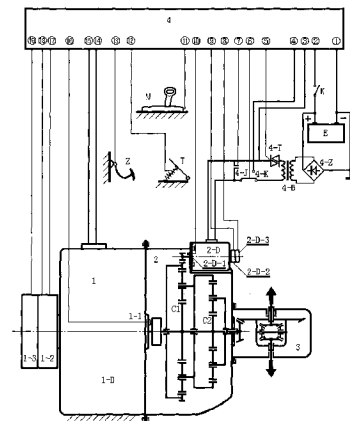 4
⑲ ⑱ ⑰ ⑯ ⑮ ⑭ ⑬ ⑫ ⑪ ⑩ ⑨ ⑧ ⑦ ⑥ ⑤ ④ ③ ② ①
M
K
+ −
E
Z
T
4-T
4-J
4-K
4-B
4-Z
1
2
2-D
2-D-3
2-D-1
2-D-2
C1
C2
1-1
3
1-3
1-2
1-D